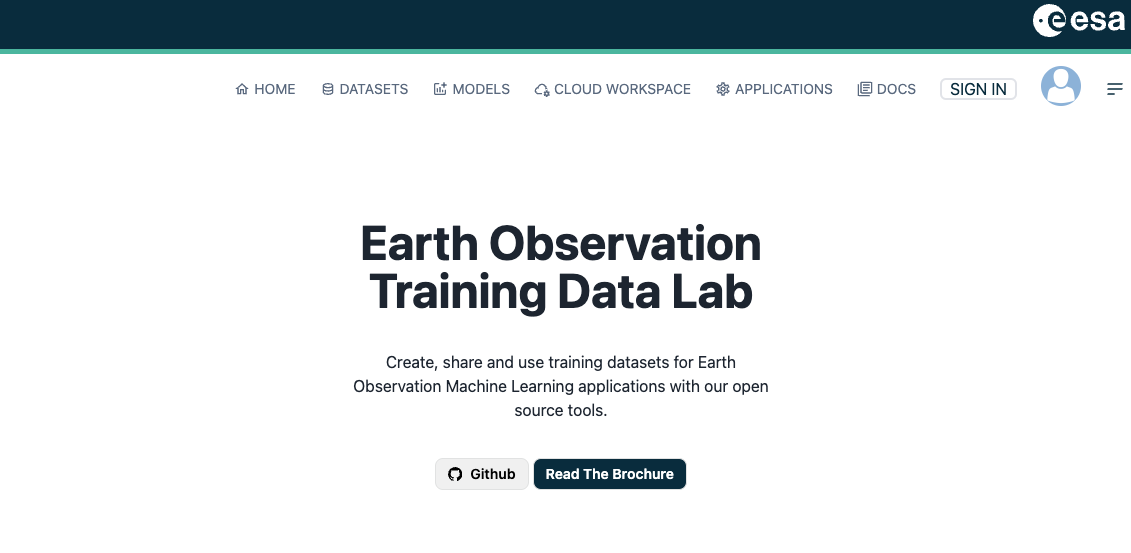 esa
HOME DATASETS MODELS CLOUD WORKSPACE APPLICATIONS DOCS SIGN IN
Earth Observation
Training Data Lab
Create, share and use training datasets for Earth
Observation Machine Learning applications with our open
source tools.
Github Read The Brochure